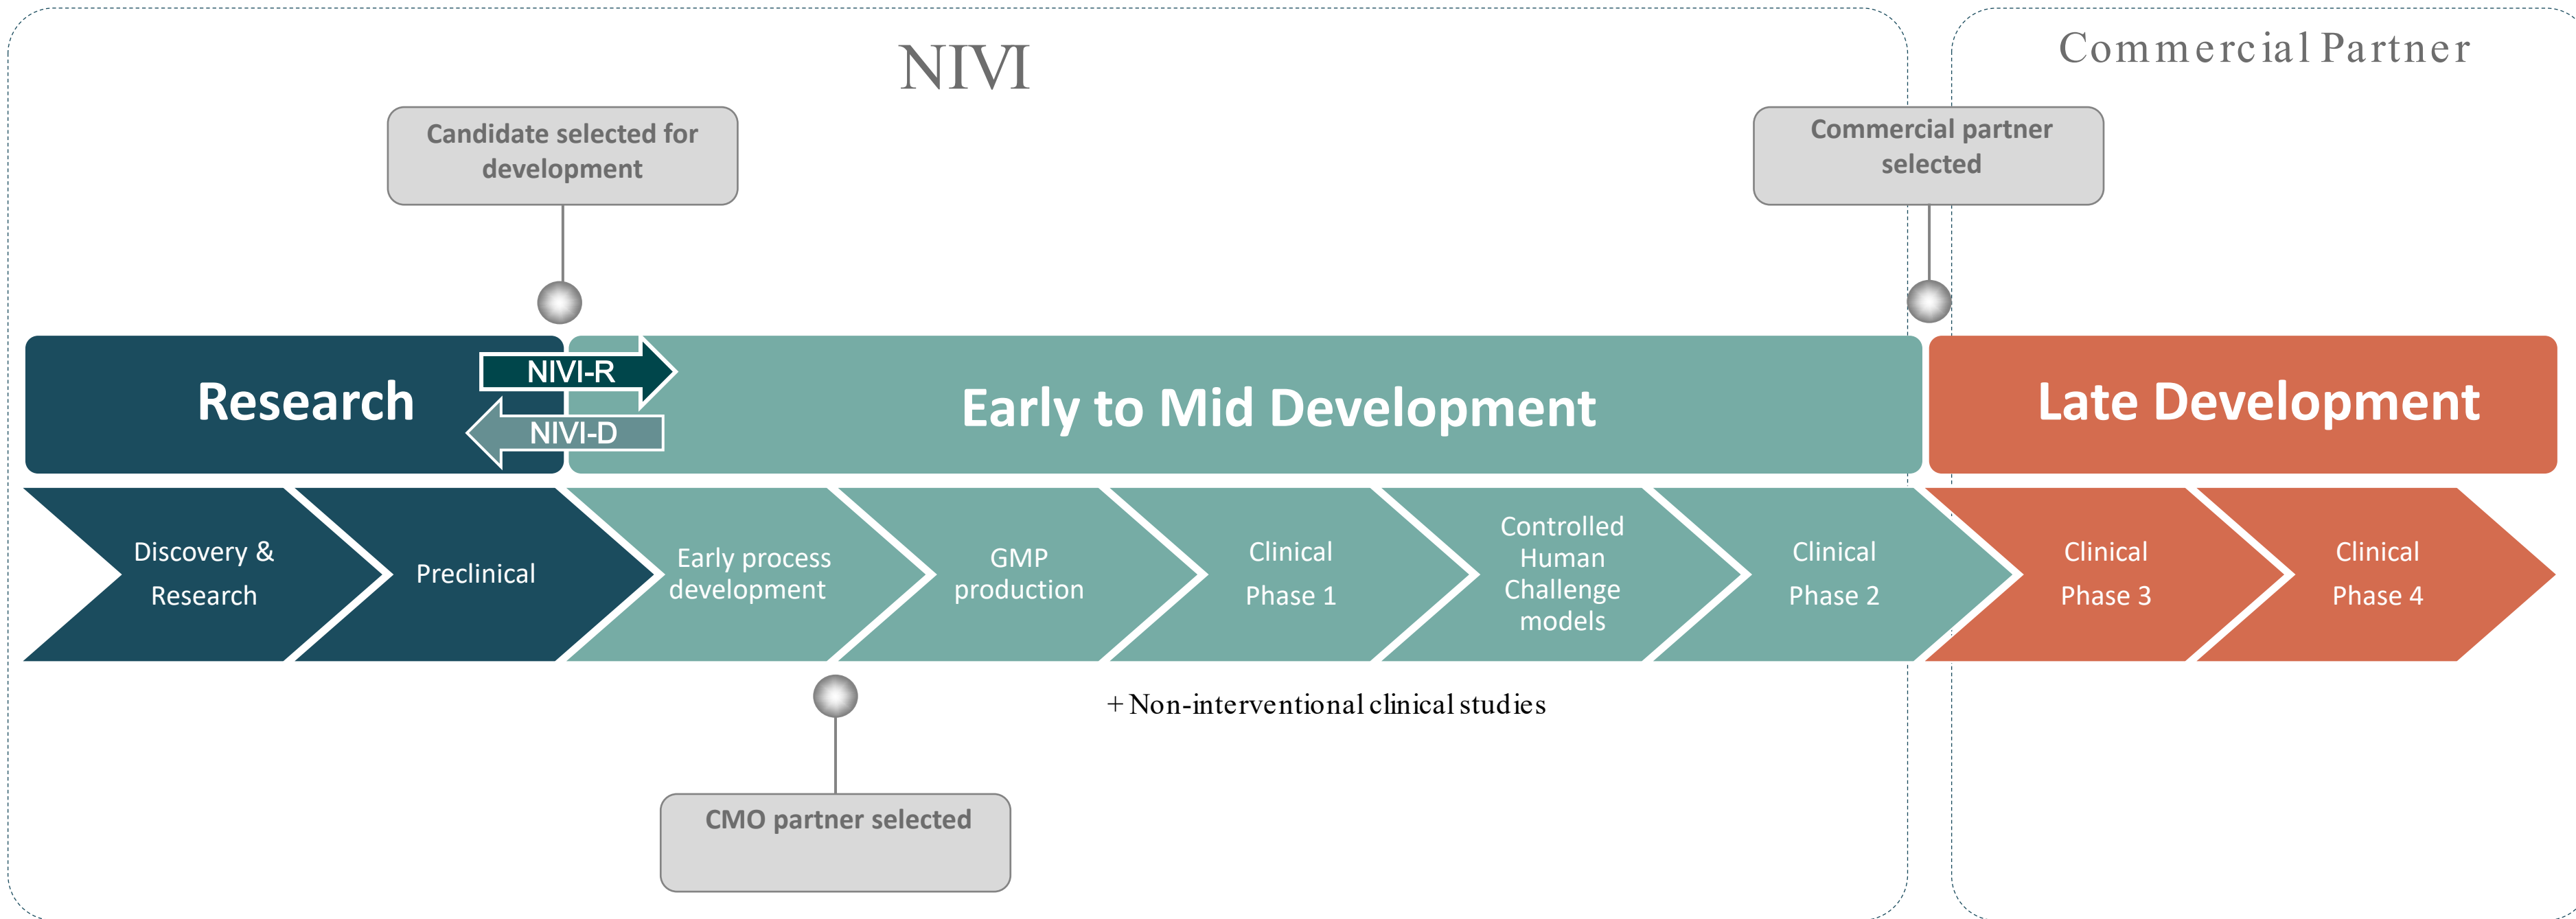 NIVI
Commercial Partner
Candidate selected for
development
Commercial partner
selected
Research
NIVI-R
NIVI-D
Early to Mid Development
Late Development
Discovery &
Research
Preclinical
Early process
development
GMP
production
Clinical
Phase 1
Controlled
Human
Challenge
models
Clinical
Phase 2
Clinical
Phase 3
Clinical
Phase 4
+ Non-interventional clinical studies
CMO partner selected